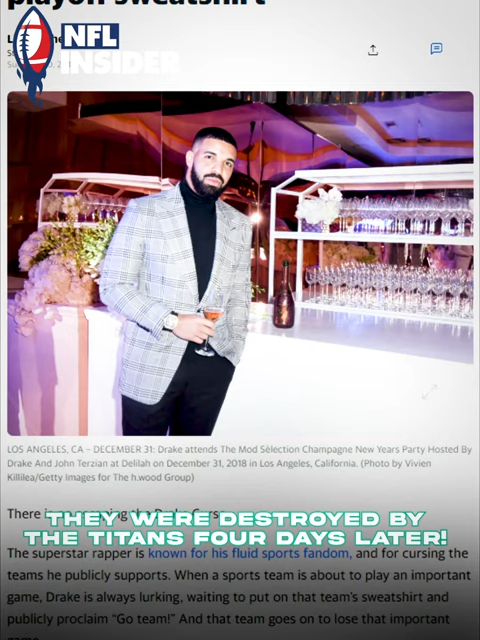 playoff sweatshirt
NFL
INSIDER
LOS ANGELES, CA – DECEMBER 31: Drake attends The Mod Sèlection Champagne New Years Party Hosted By
Drake And John Terzian at Delilah on December 31, 2018 in Los Angeles, California. (Photo by Vivien
Killilea/Getty Images for The h.wood Group)
THEY WERE DESTROYED BY
THE TITANS FOUR DAYS LATER!
The superstar rapper is known for his fluid sports fandom, and for cursing the
teams he publicly supports. When a sports team is about to play an important
game, Drake is always lurking, waiting to put on that team's sweatshirt and
publicly proclaim "Go team!" And that team goes on to lose that important